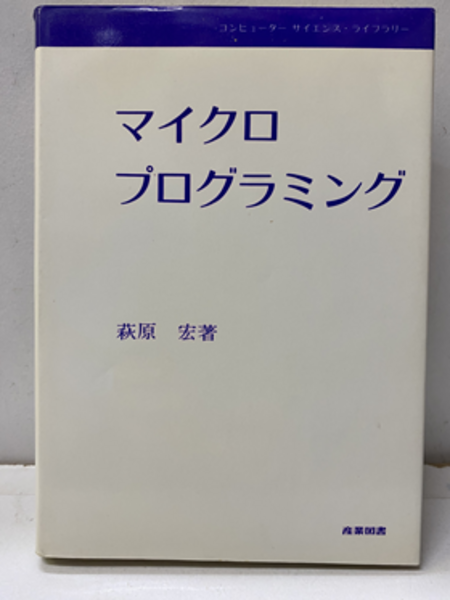 コンピューター サイエンス・ライブラリー
マイクロ
プログラミング
萩原 宏著
産業図書